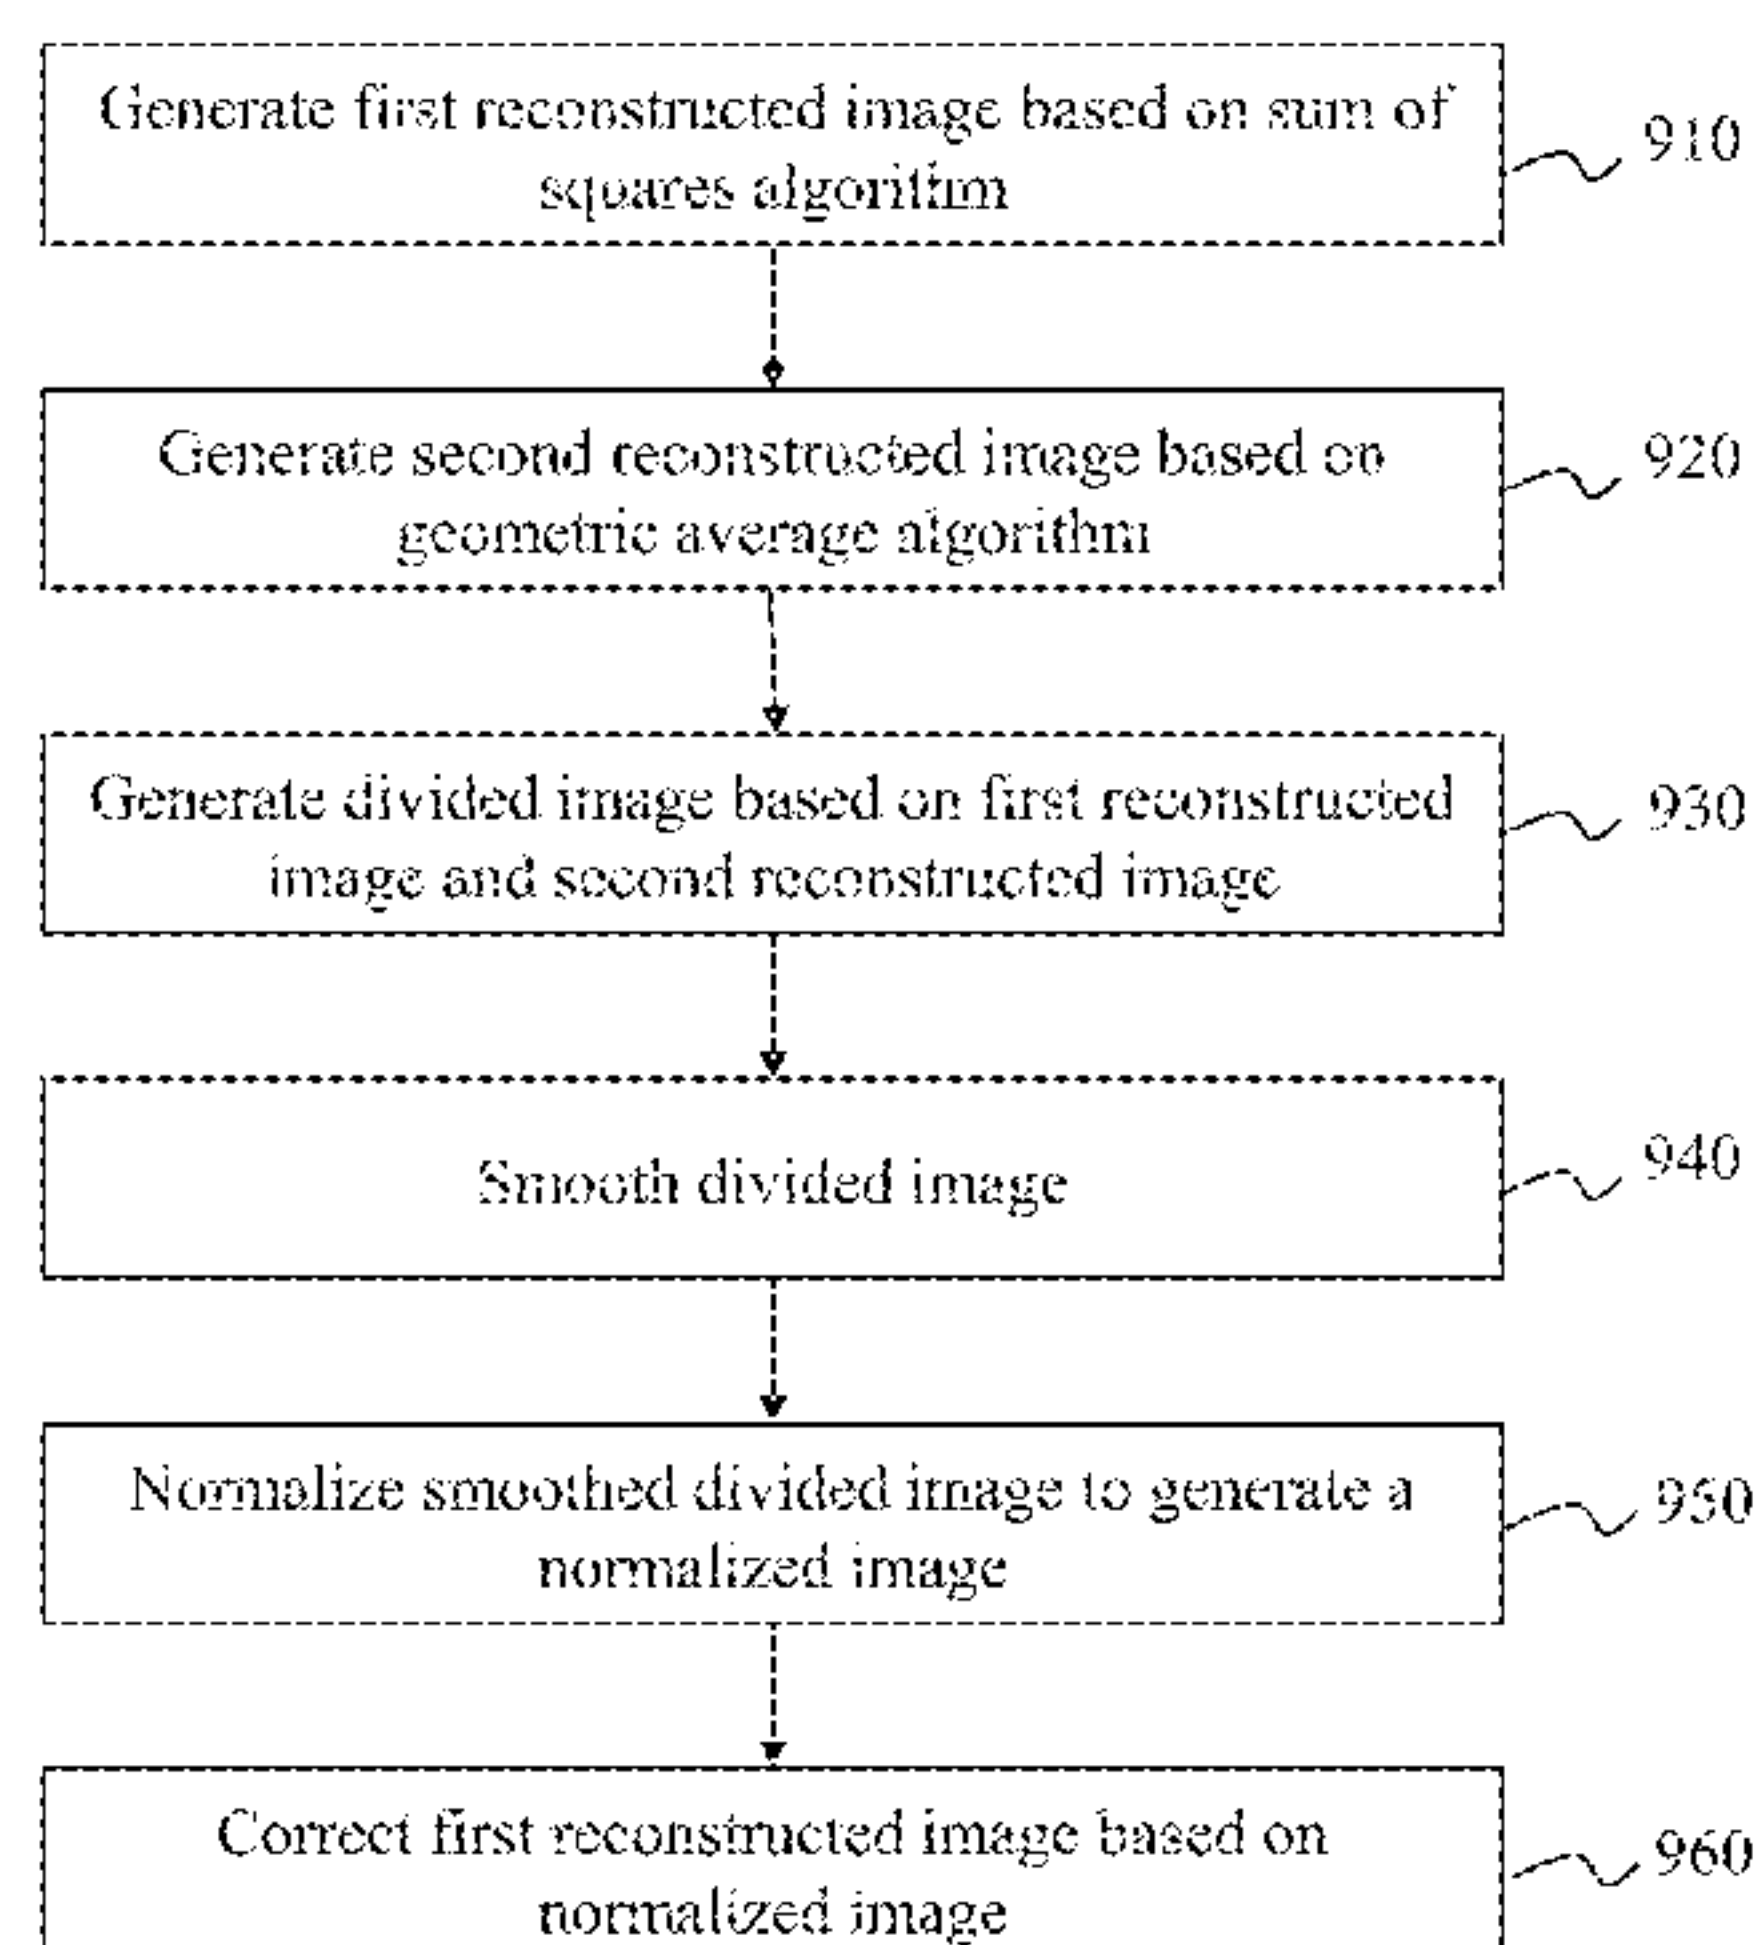 Generate first reconstructed image based on sum of
squares algorithm
910
Generate second reconstructed image based on
geometric average algorithm
920
Generate divided image based on first reconstructed
image and second reconstructed image
930
Smooth divided image
940
Normalize smoothed divided image to generate a
normalized image
950
Correct first reconstructed image based on
normalized image
960